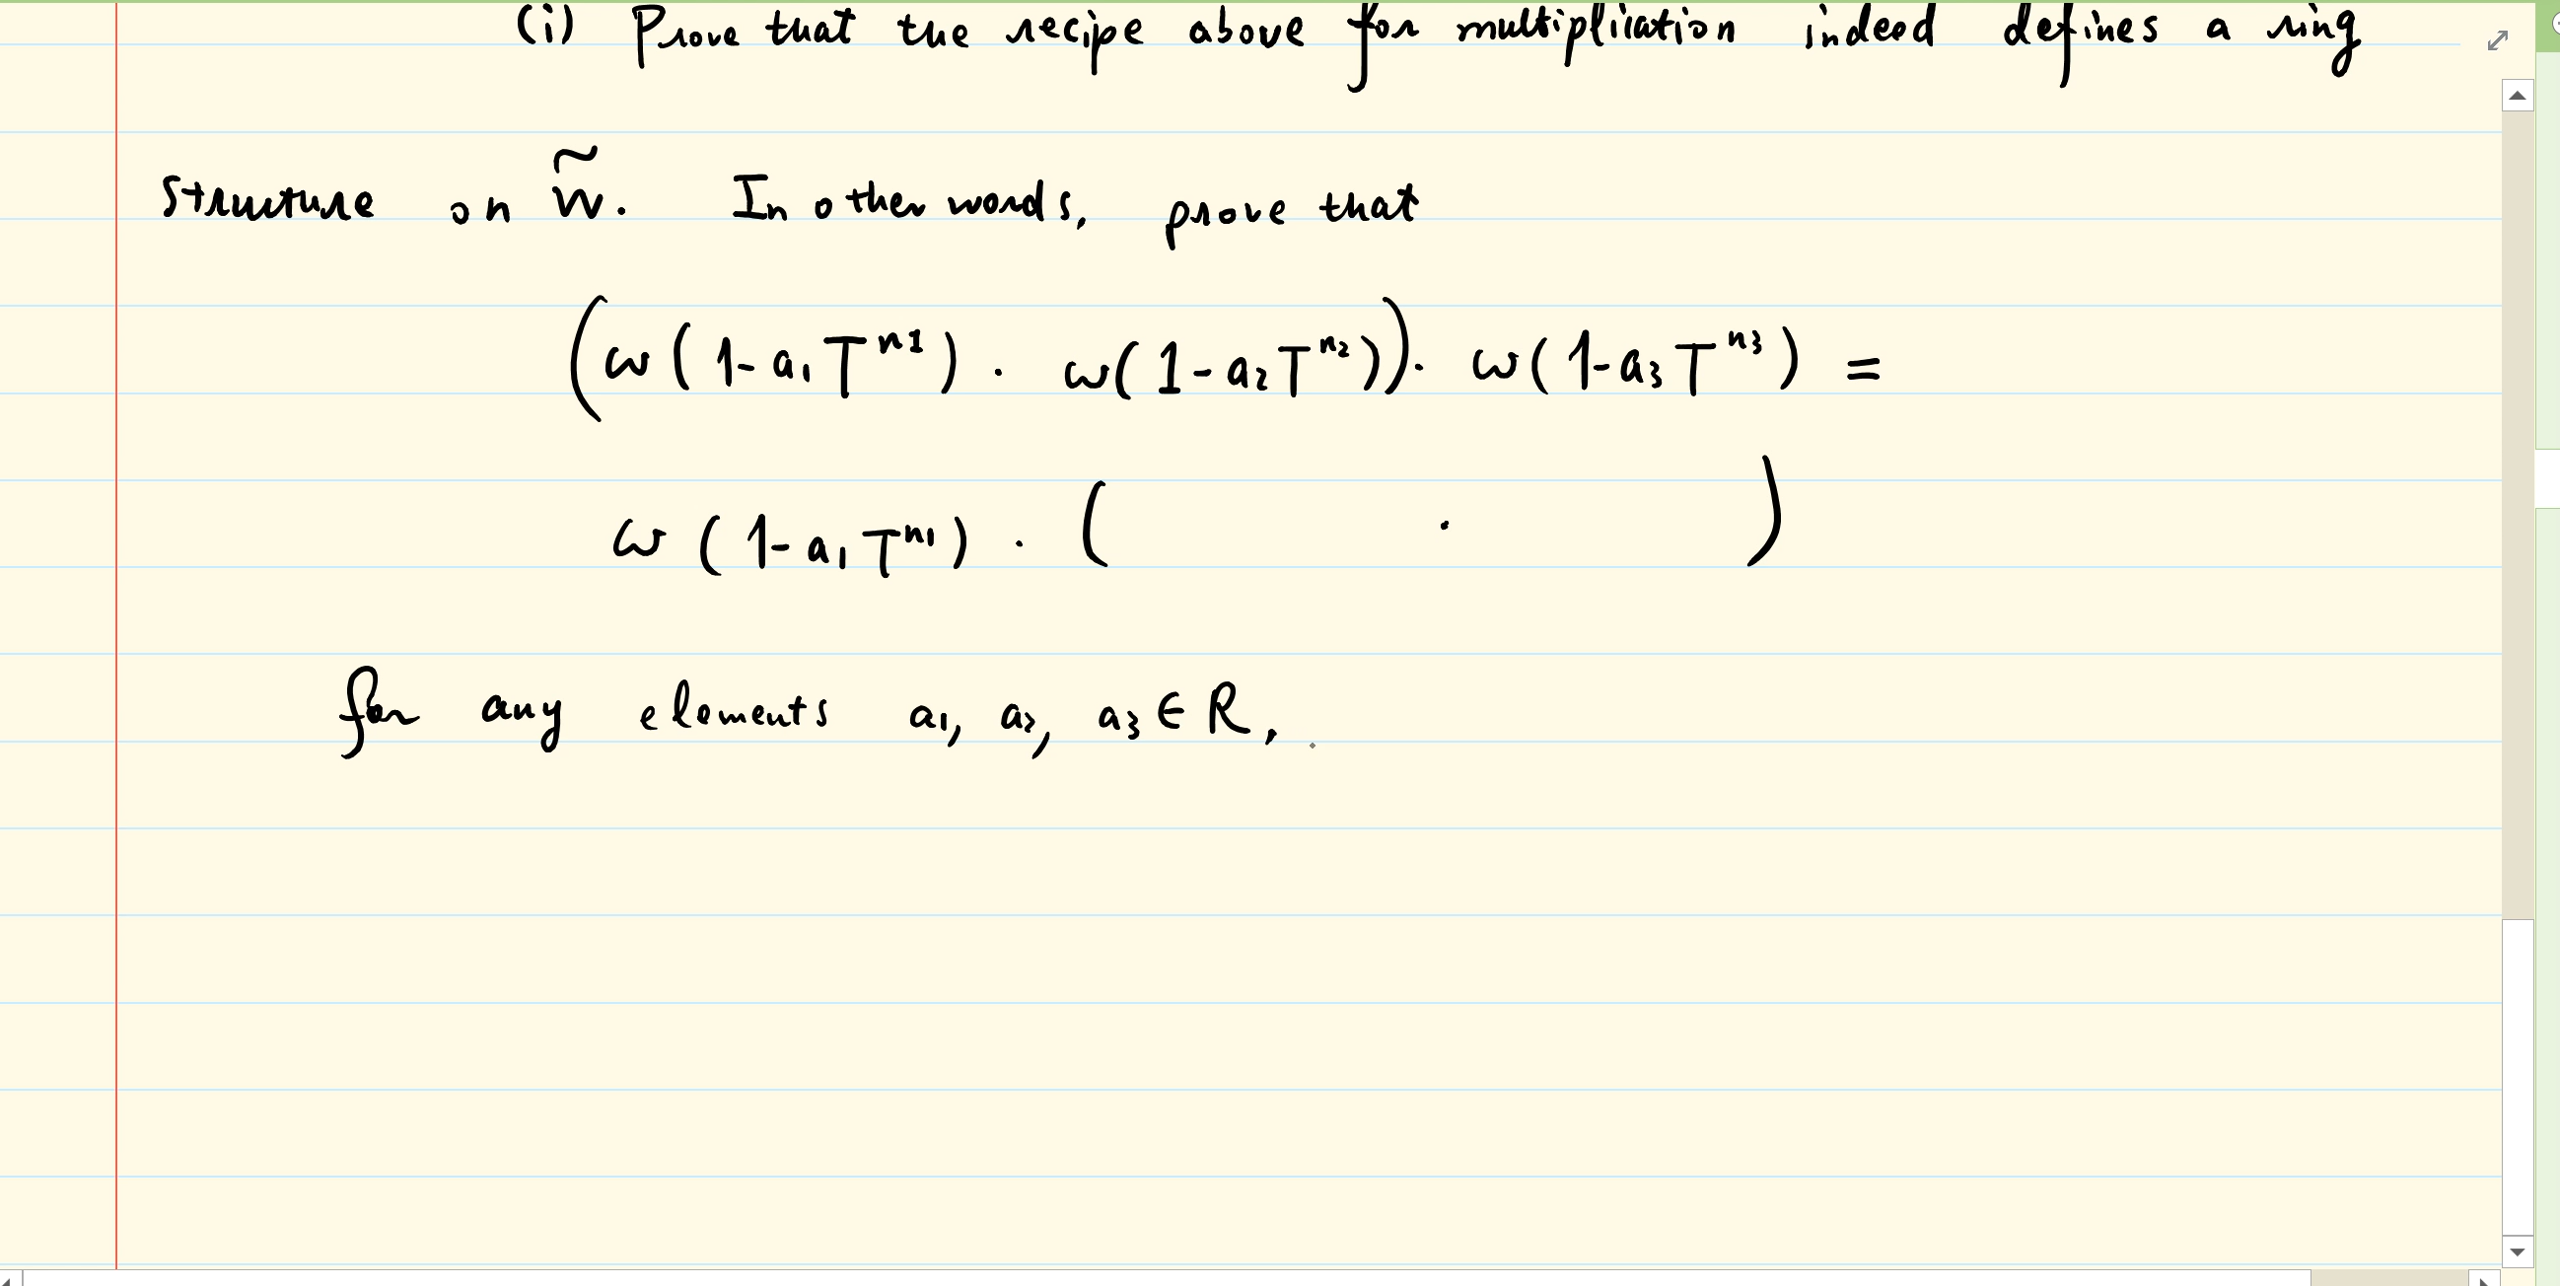 (i) Prove that the recipe above for multiplication indeed defines a ring
structure on W̃. In other words, prove that
(ω(1-a₁T^{n1}) · ω(1-a₂T^{n₂})) · ω(1-a₃T^{n₃}) =
ω(1-a₁T^{n₁}) · (          ·          )
for any elements a₁, a₂, a₃ ∈ R,